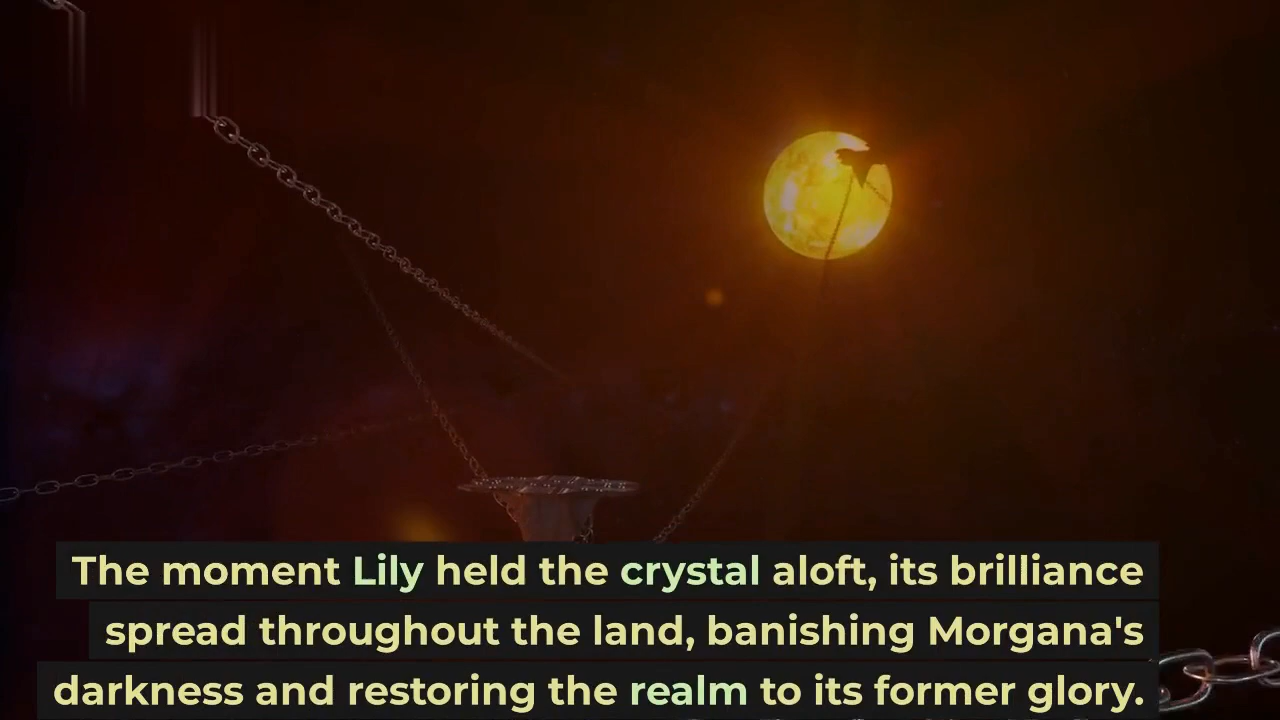 The moment Lily held the crystal aloft, its brilliance
spread throughout the land, banishing Morgana's
darkness and restoring the realm to its former glory.